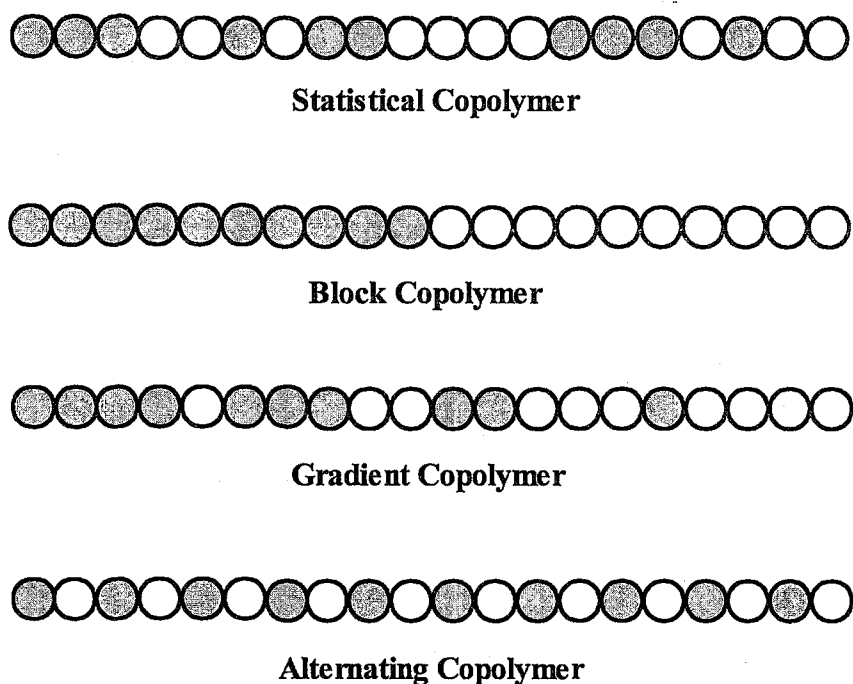 Statistical Copolymer
Block Copolymer
Gradient Copolymer
Alternating Copolymer